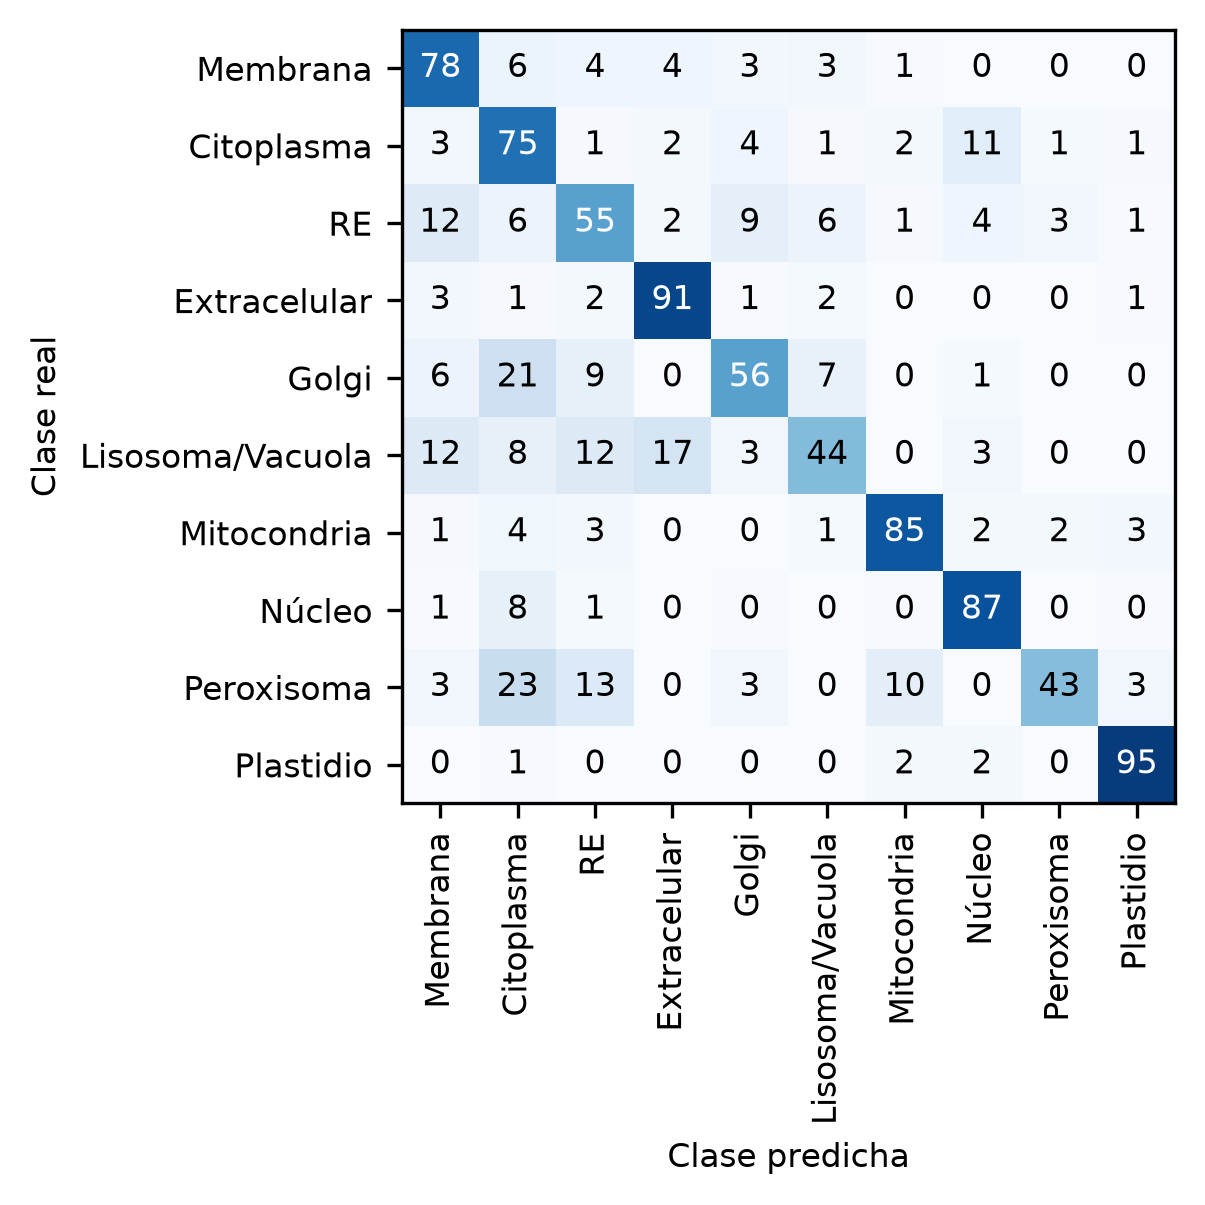 Membrana 78 6 4 4 3 3 1 0 0 0
Citoplasma 3 75 1 2 4 1 2 11 1 1
RE 12 6 55 2 9 6 1 4 3 1
Extracelular 3 1 2 91 1 2 0 0 0 1
Golgi 6 21 9 0 56 7 0 1 0 0
Lisosoma/Vacuola 12 8 12 17 3 44 0 3 0 0
Mitocondria 1 4 3 0 0 1 85 2 2 3
Núcleo 1 8 1 0 0 0 0 87 0 0
Peroxisoma 3 23 13 0 3 0 10 0 43 3
Plastidio 0 1 0 0 0 0 2 2 0 95
Clase real
Membrana
Citoplasma
RE
Extracelular
Golgi
Lisosoma/Vacuola
Mitocondria
Núcleo
Peroxisoma
Plastidio
Clase predicha